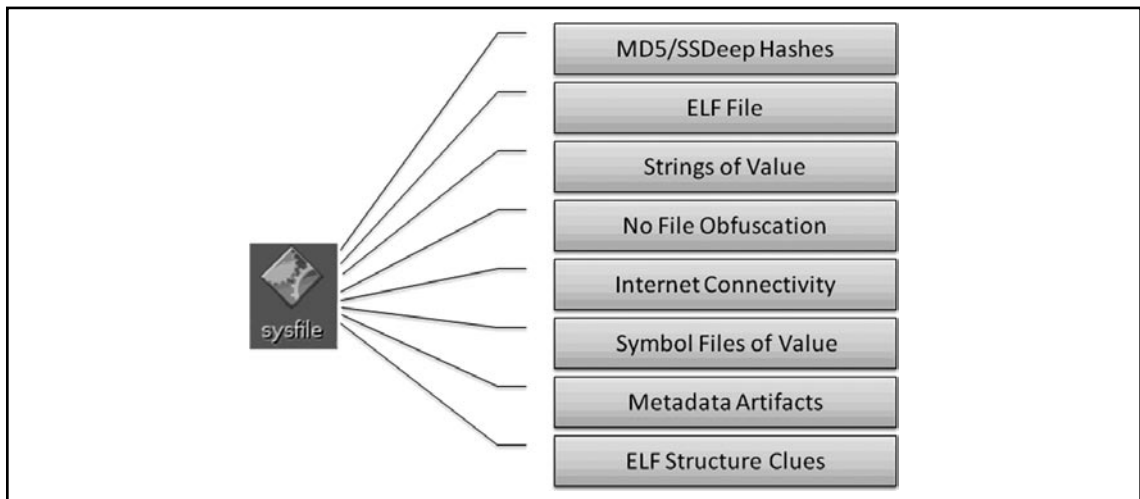 MD5/SSDeep Hashes
ELF File
Strings of Value
No File Obfuscation
Internet Connectivity
sysfile
Symbol Files of Value
Metadata Artifacts
ELF Structure Clues